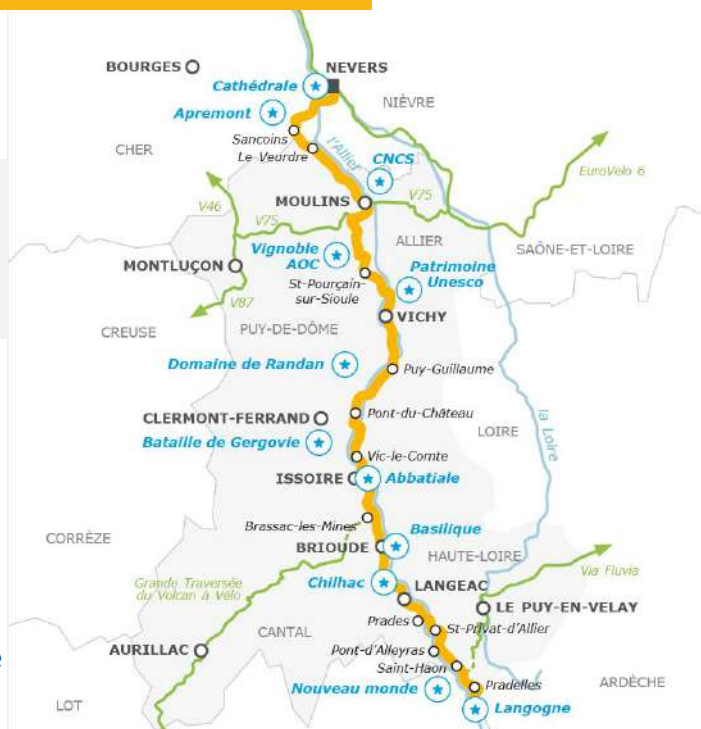 BOURGES
NEVERS
Cathédrale
NIÈVRE
Apremont
Sancoins
Le Veurdre
l'Allier
CHER
CNCS
EuroVelo 6
V46
MOULINS
V75
V75
ALLIER
SAÔNE-ET-LOIRE
Vignoble
AOC
MONTLUÇON
Patrimoine
Unesco
St-Pourçain-
sur-Sioule
V87
VICHY
CREUSE
PUY-DE-DÔME
Domaine de Randan
Puy-Guillaume
CLERMONT-FERRAND
Pont-du-Château
LOIRE
la Loire
Bataille de Gergovie
Vic-le-Comte
ISSOIRE
Abbatiale
Brassac-les-Mines
Basilique
CORRÈZE
BRIOUDE
HAUTE-LOIRE
Via Fluvia
Grande Traversée
du Volcan à Vélo
Chilhac
LANGEAC
LE PUY-EN-VELAY
Prades
St-Privat-d'Allier
CANTAL
AURILLAC
Pont-d'Alleyras
Saint-Haon
Nouveau monde
Pradelles
ARDÈCHE
LOT
Langogne